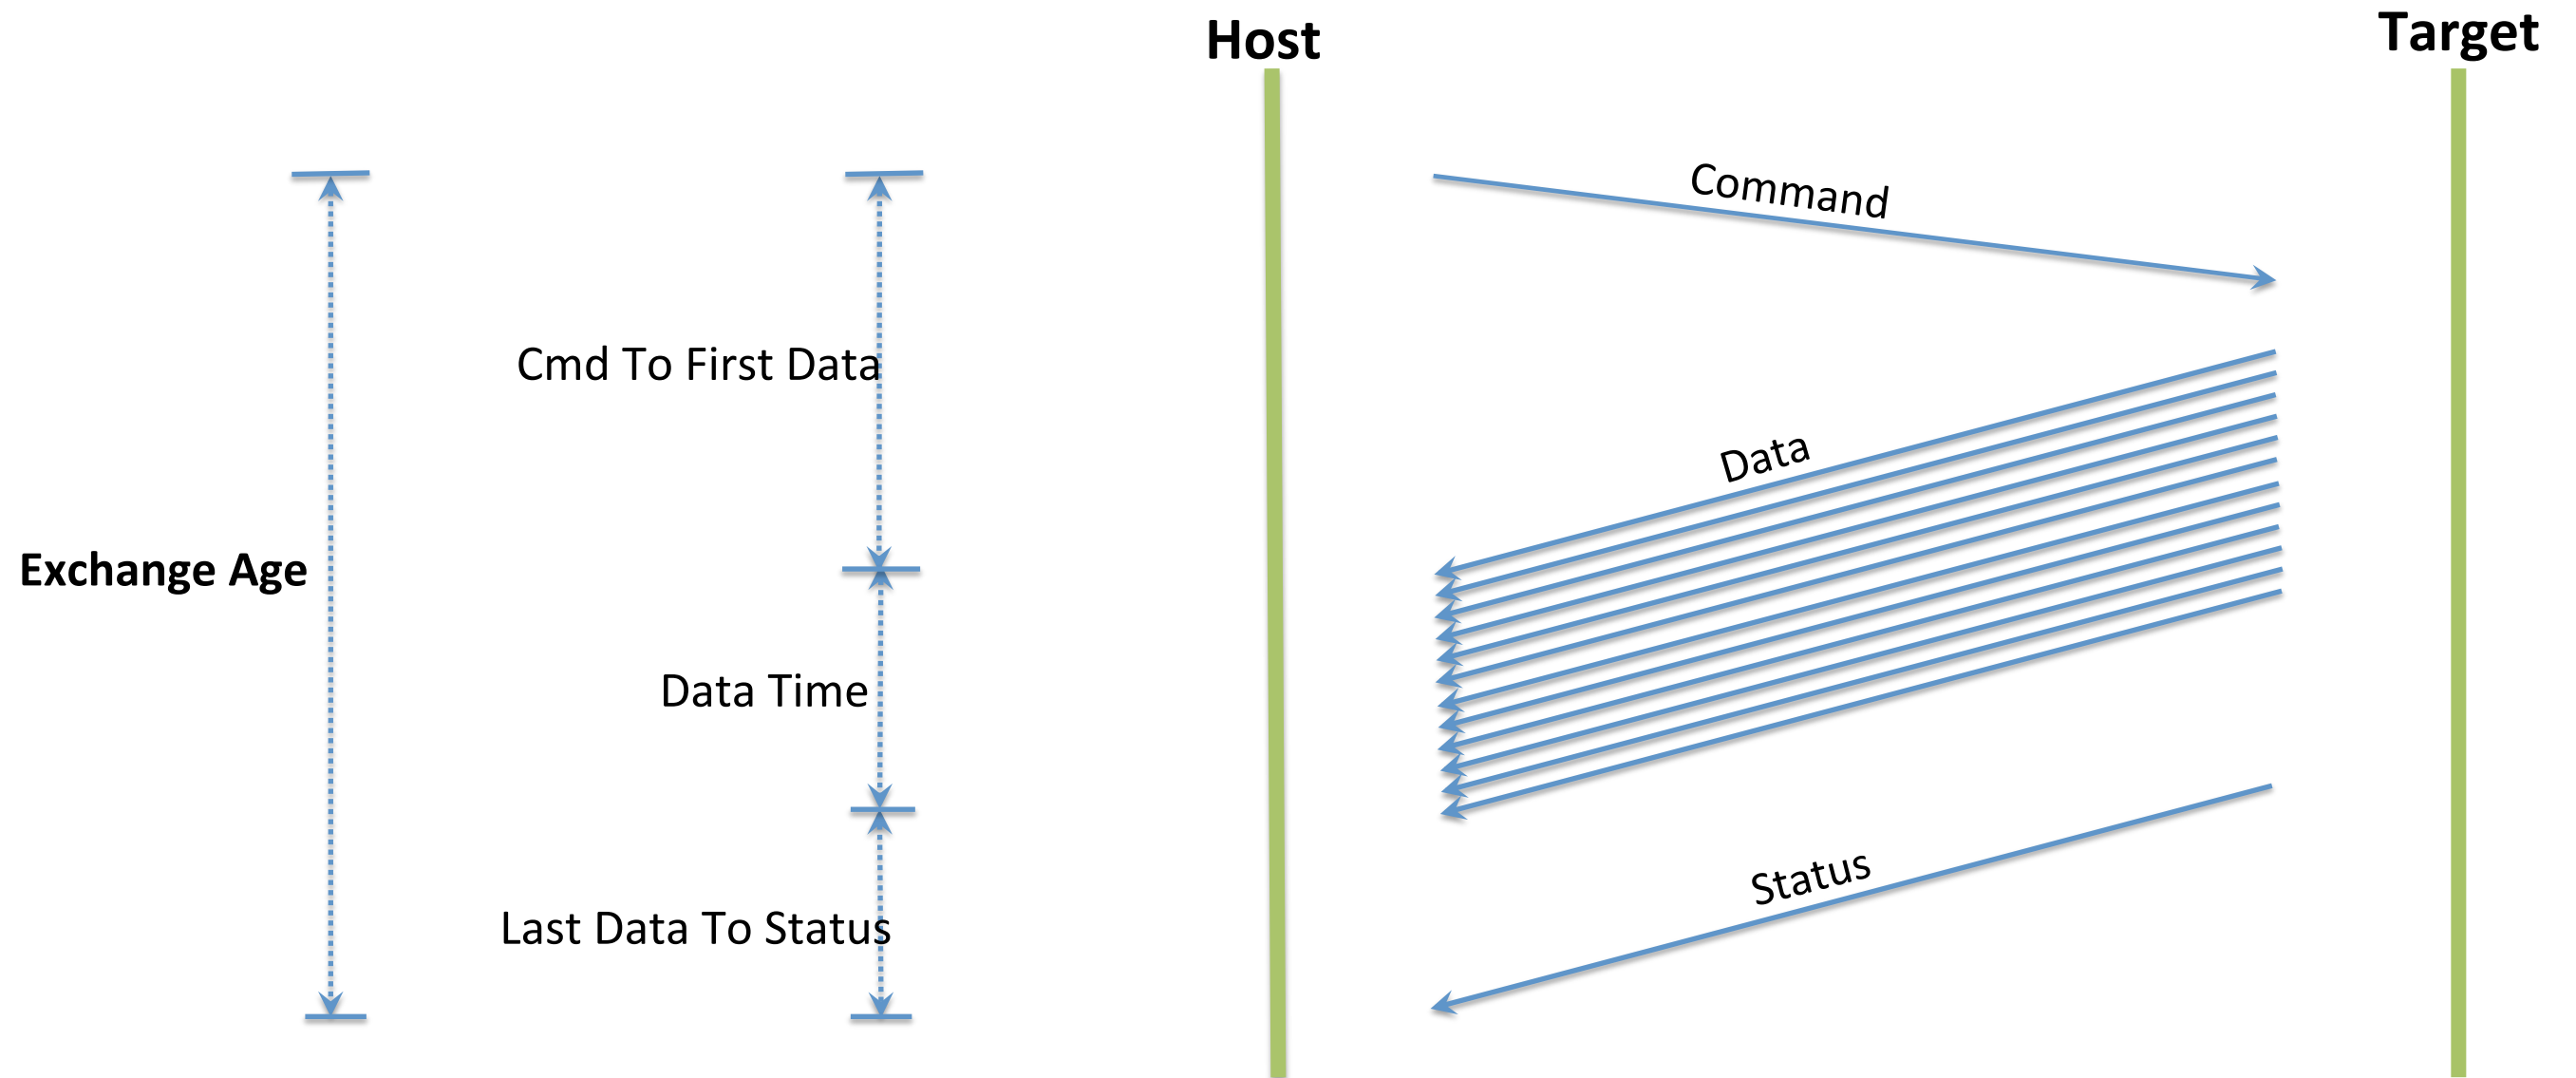 Host
Target
Command
Cmd To First Data
Data
Exchange Age
Data Time
Status
Last Data To Status